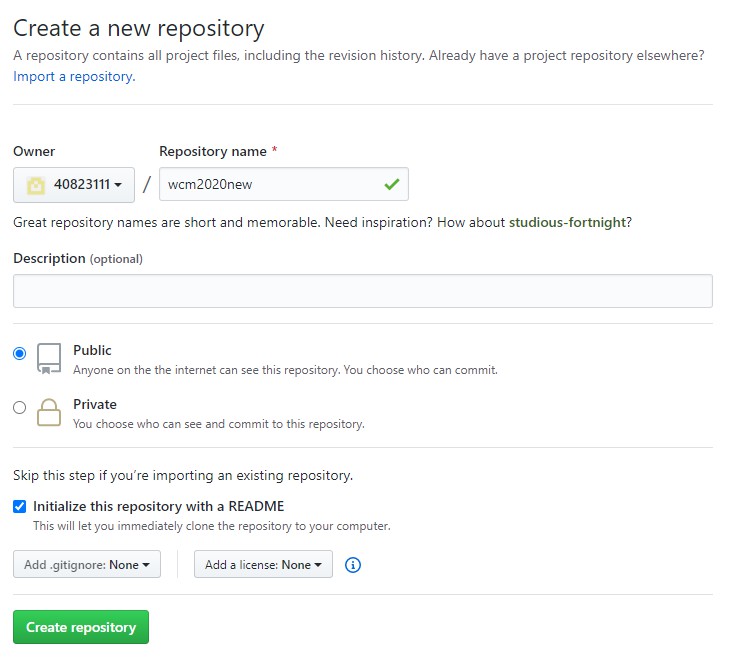 Create a new repository
A repository contains all project files, including the revision history. Already have a project repository elsewhere?
Import a repository.
Owner
Repository name *
40823111
/
wcm2020new
Great repository names are short and memorable. Need inspiration? How about studious-fortnight?
Description (optional)
Public
Anyone on the the internet can see this repository. You choose who can commit.
Private
You choose who can see and commit to this repository.
Skip this step if you’re importing an existing repository.
Initialize this repository with a README
This will let you immediately clone the repository to your computer.
Add .gitignore: None
Add a license: None
Create repository